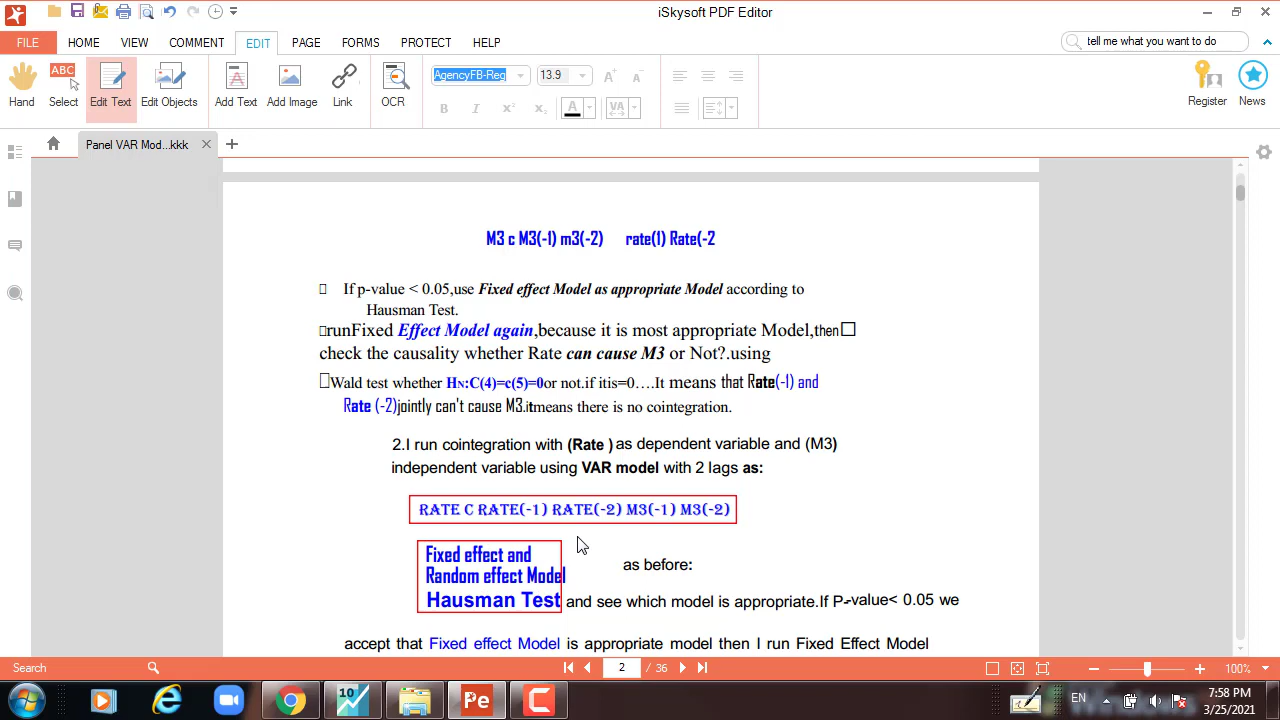 iSkysoft PDF Editor
FILE HOME VIEW COMMENT EDIT PAGE FORMS PROTECT HELP
tell me what you want to do
ABC
AgencyFB-Reg 13.9
Hand Select Edit Text Edit Objects Add Text Add Image Link OCR
Register News
Panel VAR Mod...kkk
M3 c M3(-1) m3(-2) rate(1) Rate(-2
If p-value < 0.05,use Fixed effect Model as appropriate Model according to
Hausman Test.
runFixed Effect Model again,because it is most appropriate Model,then
check the causality whether Rate can cause M3 or Not?.using
Wald test whether HN:C(4)=c(5)=0or not.if itis=0….It means that Rate(-1) and
Rate (-2)jointly can't cause M3.itmeans there is no cointegration.
2.I run cointegration with (Rate ) as dependent variable and (M3)
independent variable using VAR model with 2 lags as:
RATE C RATE(-1) RATE(-2) M3(-1) M3(-2)
Fixed effect and
Random effect Model
as before:
Hausman Test and see which model is appropriate.If P-value< 0.05 we
accept that Fixed effect Model is appropriate model then I run Fixed Effect Model
Search
2 / 36
100%
10
Pe
EN
7:58 PM
3/25/2021